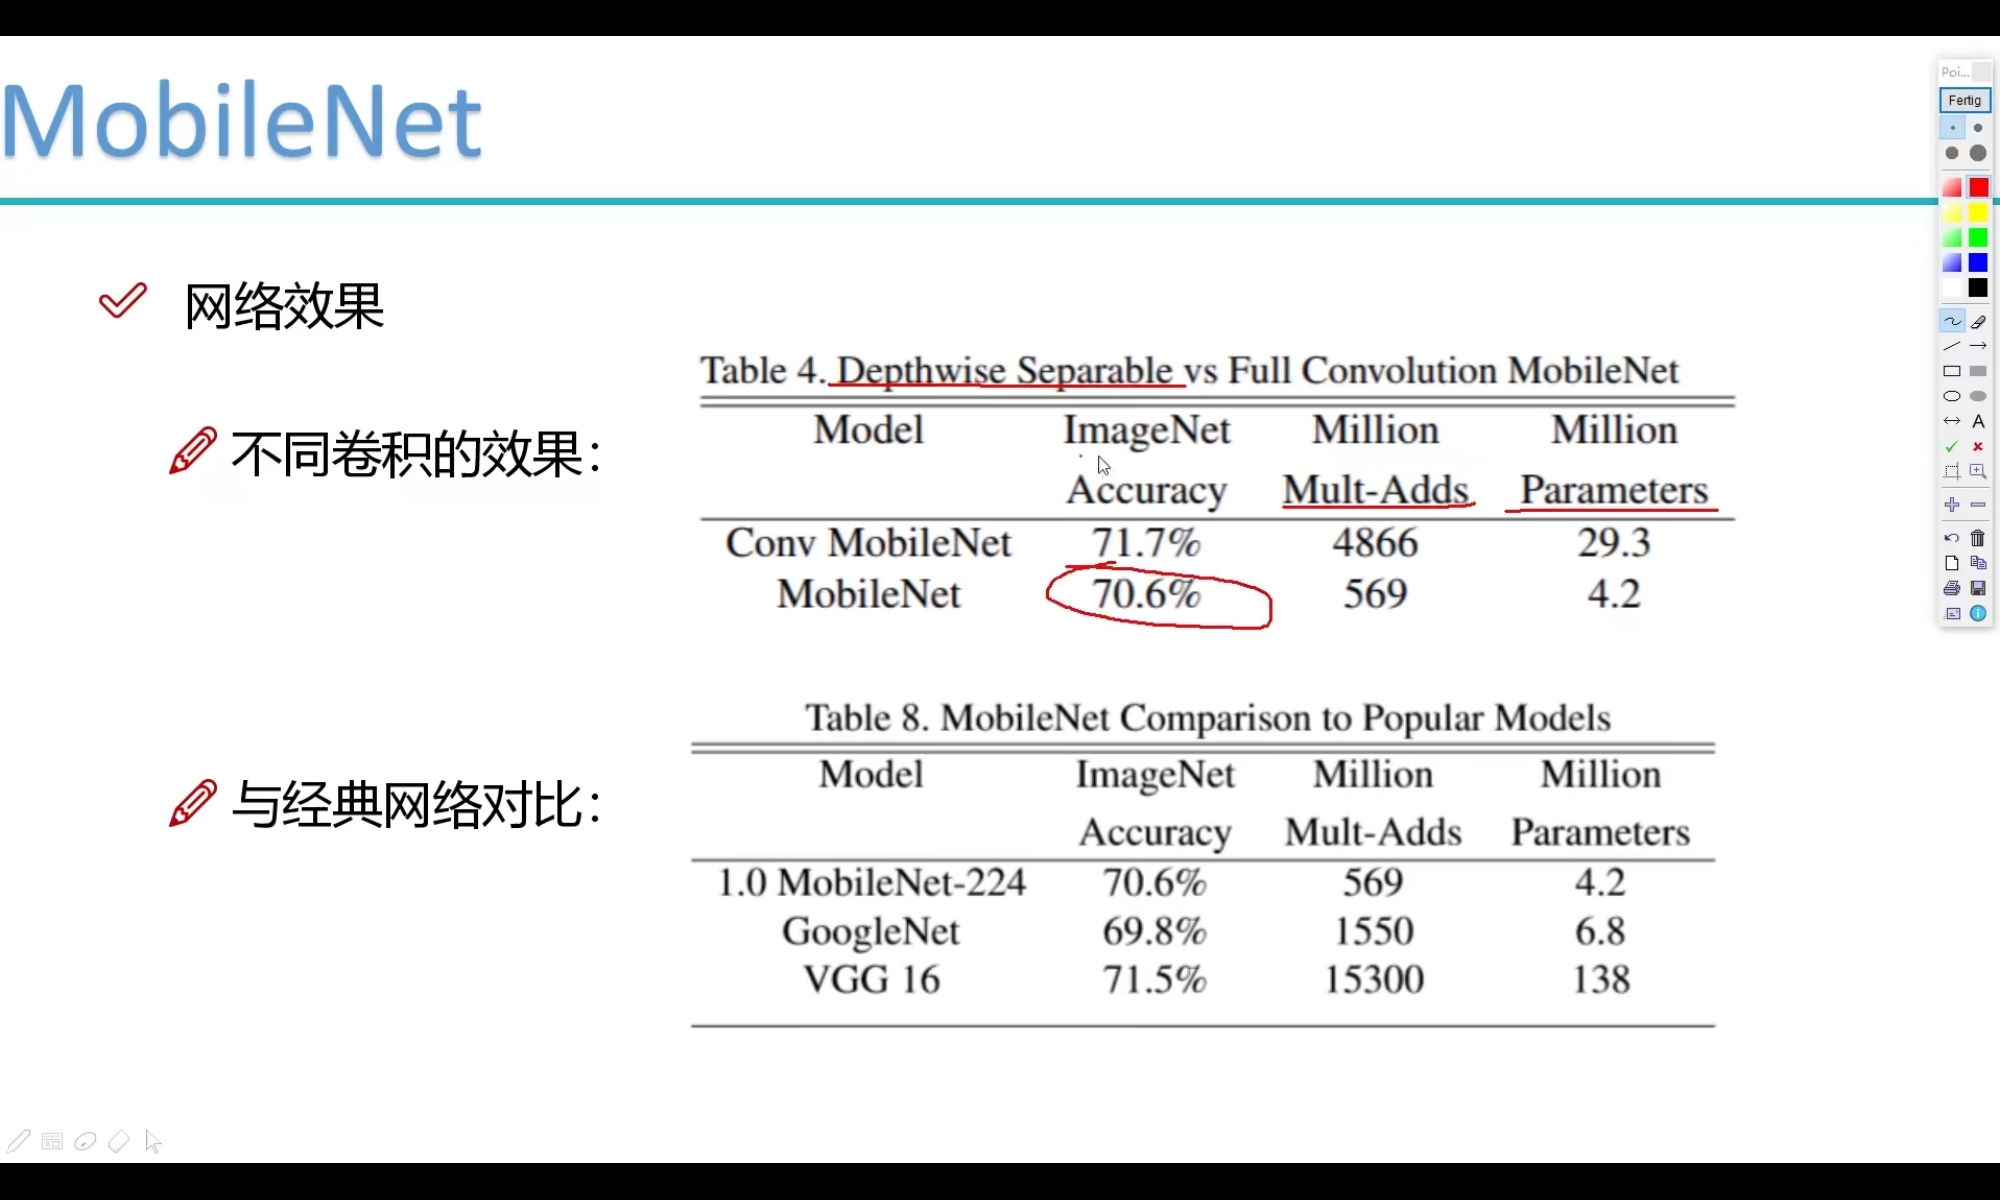 MobileNet
Poi...
Fertig
网络效果
不同卷积的效果：
Table 4. Depthwise Separable vs Full Convolution MobileNet
Model ImageNet Million Million
Accuracy Mult-Adds Parameters
Conv MobileNet 71.7% 4866 29.3
MobileNet 70.6% 569 4.2
与经典网络对比：
Table 8. MobileNet Comparison to Popular Models
Model ImageNet Million Million
Accuracy Mult-Adds Parameters
1.0 MobileNet-224 70.6% 569 4.2
GoogleNet 69.8% 1550 6.8
VGG 16 71.5% 15300 138